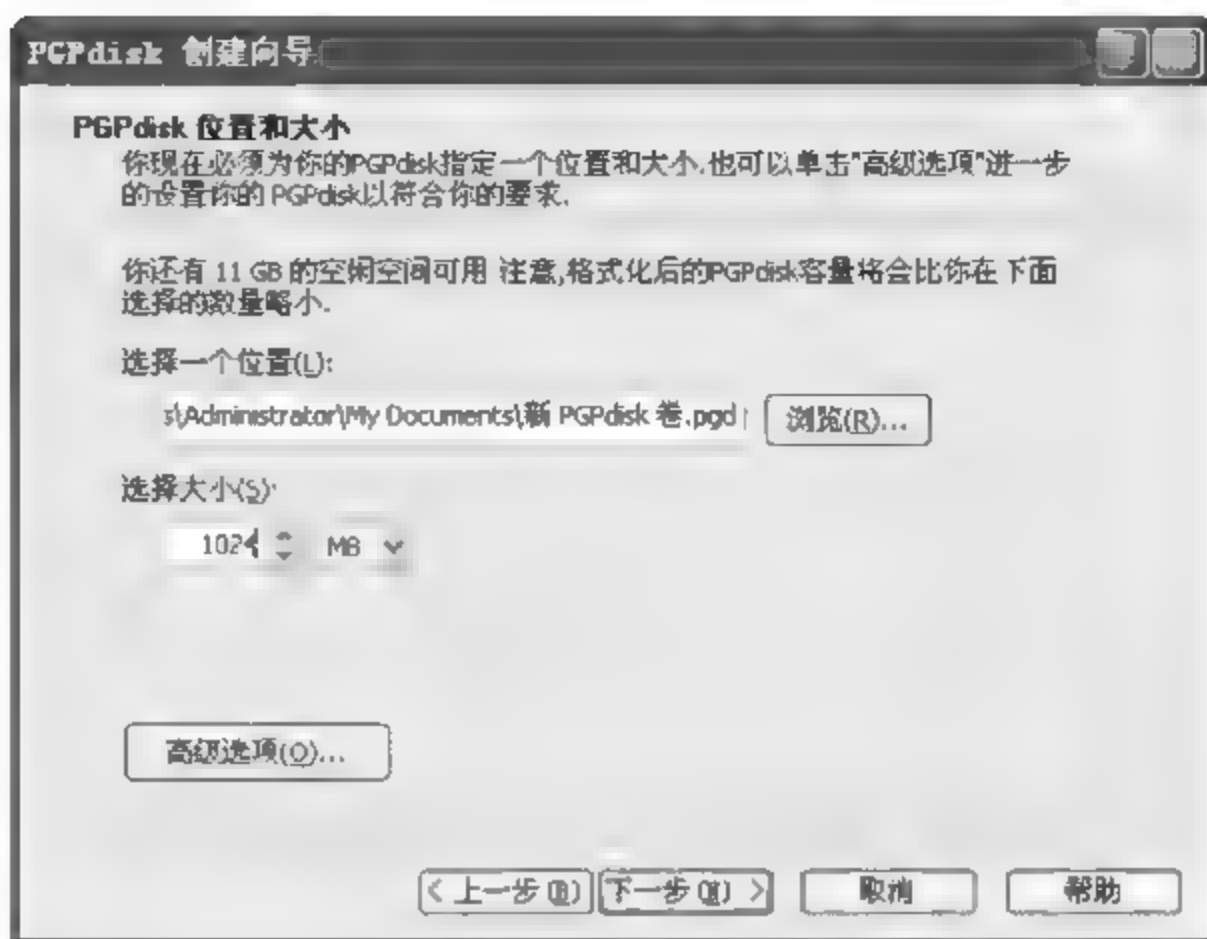 PGPdisk 创建向导
PGPdisk 位置和大小
你现在必须为你的PGPdisk指定一个位置和大小.也可以单击"高级选项"进一步
的设置你的 PGPdisk以符合你的要求.
你还有 11 GB 的空闲空间可用 注意,格式化后的PGPdisk容量将会比你在下面
选择的数量略小.
选择一个位置(L):
s\Administrator\My Documents\新 PGPdisk 卷.pgd
浏览(R)...
选择大小(S):
1024 MB
高级选项(O)...
< 上一步(B) 下一步(N) > 取消 帮助